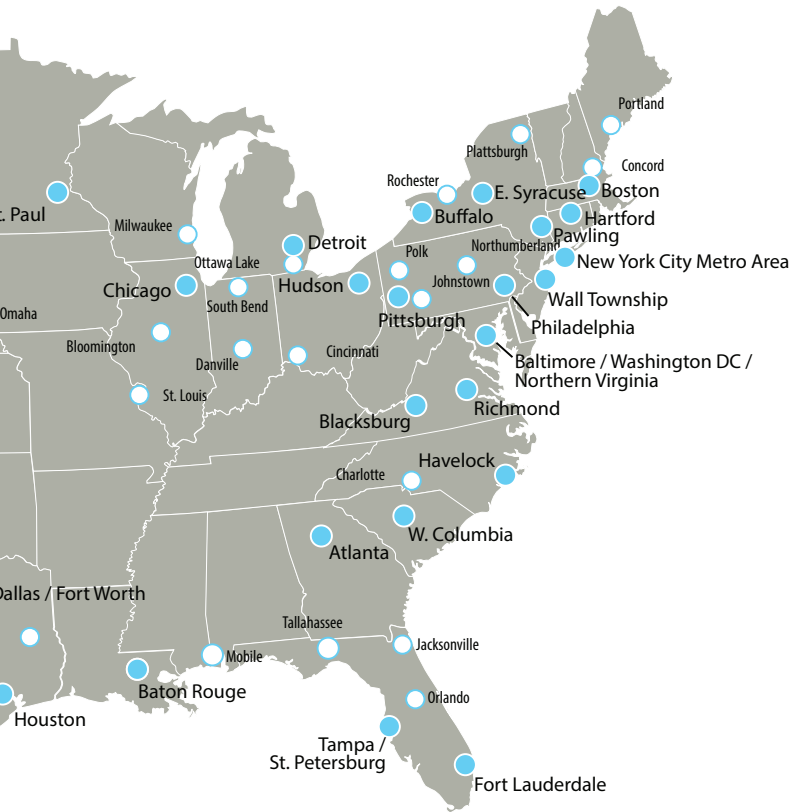 Portland
Plattsburgh
Concord
Rochester
E. Syracuse
Boston
t. Paul
Buffalo
Hartford
Milwaukee
Pawling
Detroit
Northumberland
Polk
New York City Metro Area
Ottawa Lake
Johnstown
Hudson
Chicago
South Bend
Wall Township
Omaha
Pittsburgh
Philadelphia
Bloomington
Cincinnati
Danville
Baltimore / Washington DC /
Northern Virginia
St. Louis
Richmond
Blacksburg
Havelock
Charlotte
W. Columbia
Atlanta
Dallas / Fort Worth
Tallahassee
Jacksonville
Mobile
Baton Rouge
Orlando
Houston
Tampa /
St. Petersburg
Fort Lauderdale